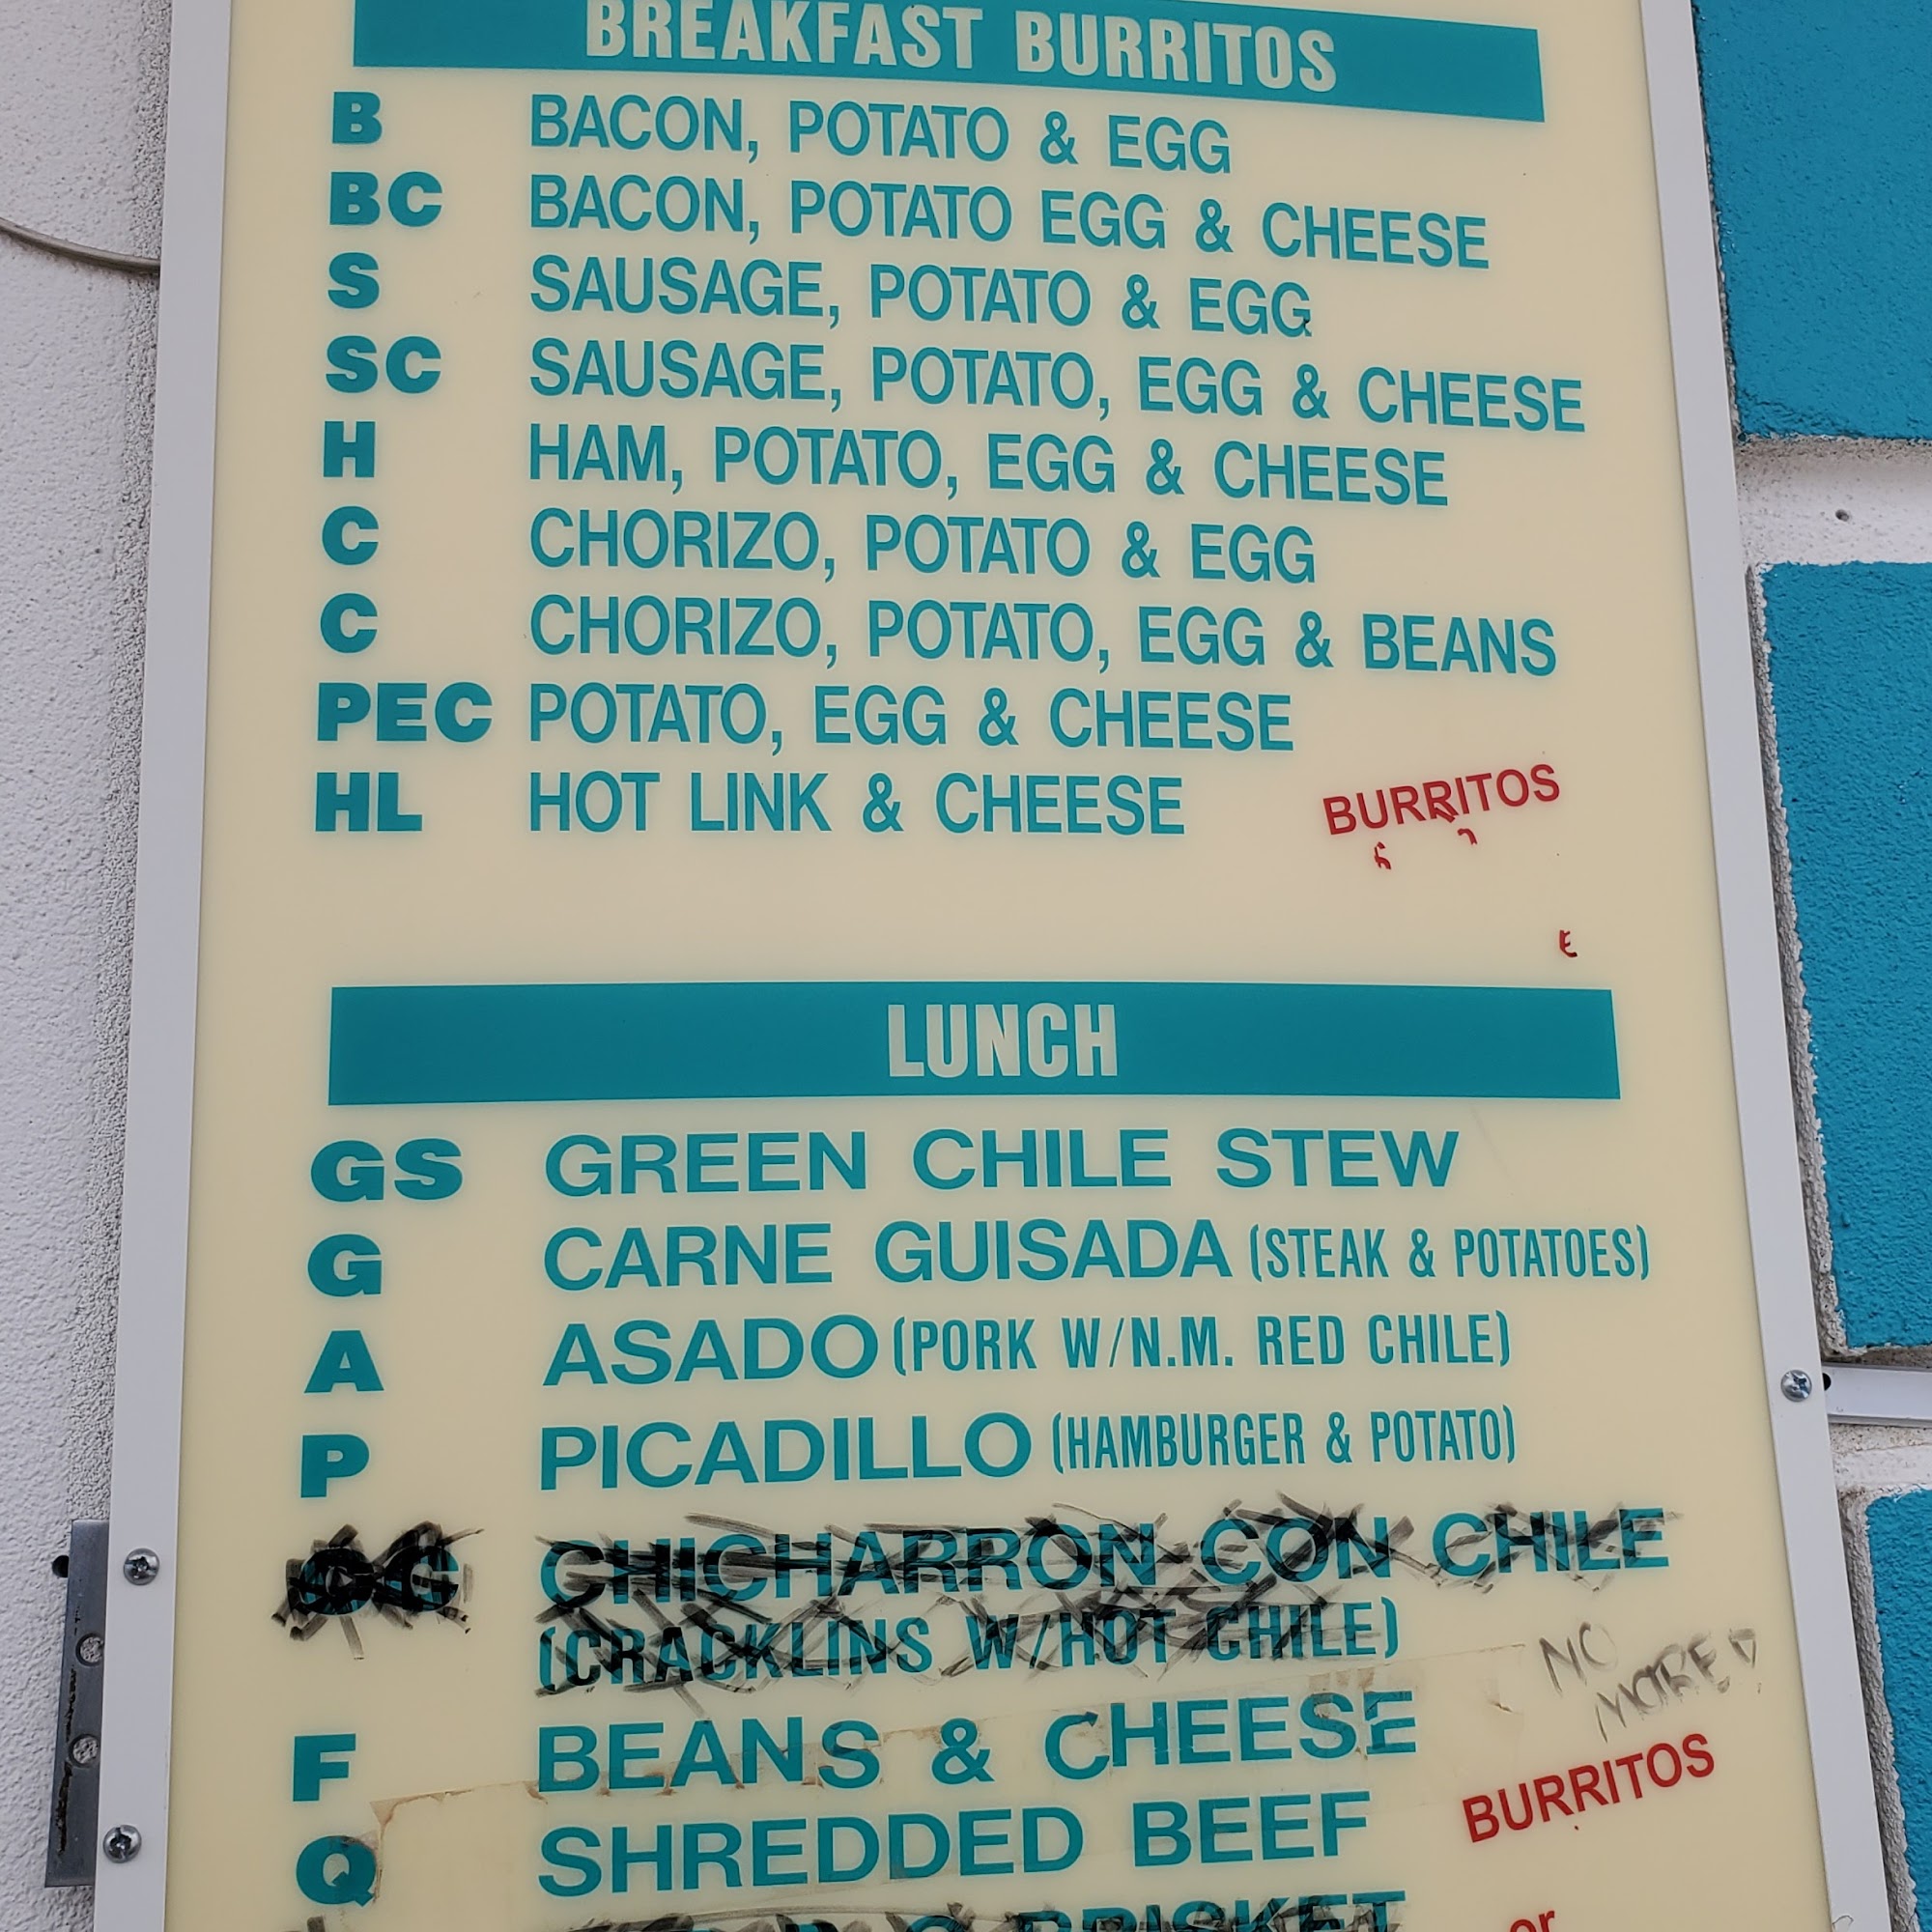 BREAKFAST BURRITOS
B BACON, POTATO & EGG
BC BACON, POTATO EGG & CHEESE
S SAUSAGE, POTATO & EGG
SC SAUSAGE, POTATO, EGG & CHEESE
H HAM, POTATO, EGG & CHEESE
C CHORIZO, POTATO & EGG
C CHORIZO, POTATO, EGG & BEANS
PEC POTATO, EGG & CHEESE
HL HOT LINK & CHEESE
BURRITOS
LUNCH
GS GREEN CHILE STEW
G CARNE GUISADA (STEAK & POTATOES)
A ASADO (PORK W/N.M. RED CHILE)
P PICADILLO (HAMBURGER & POTATO)
CHICHARRON CON CHILE
(CRACKLINS W/HOT CHILE)
NO
MORE!
F BEANS & CHEESE
BURRITOS
Q SHREDDED BEEF
BRISKET
or